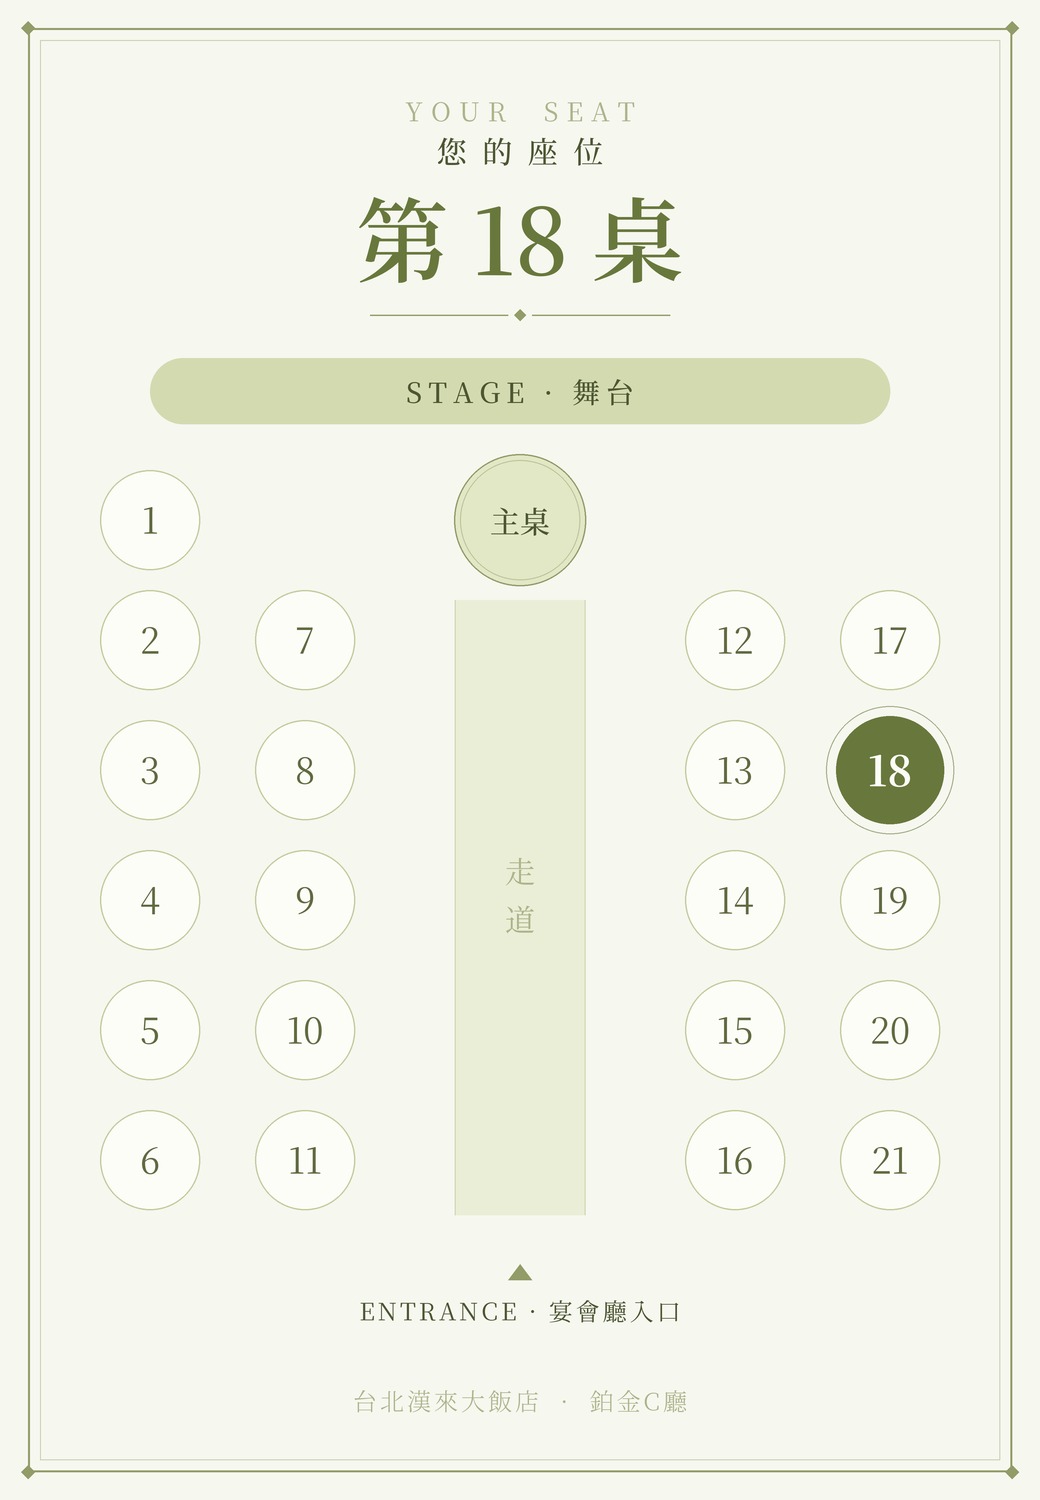 YOUR SEAT
您的座位
第 18 桌
STAGE · 舞台
1
主桌
2 7 12 17
3 8 13 18
4 9 14 19
走
道
5 10 15 20
6 11 16 21
ENTRANCE · 宴會廳入口
台北漢來大飯店 · 鉑金C廳